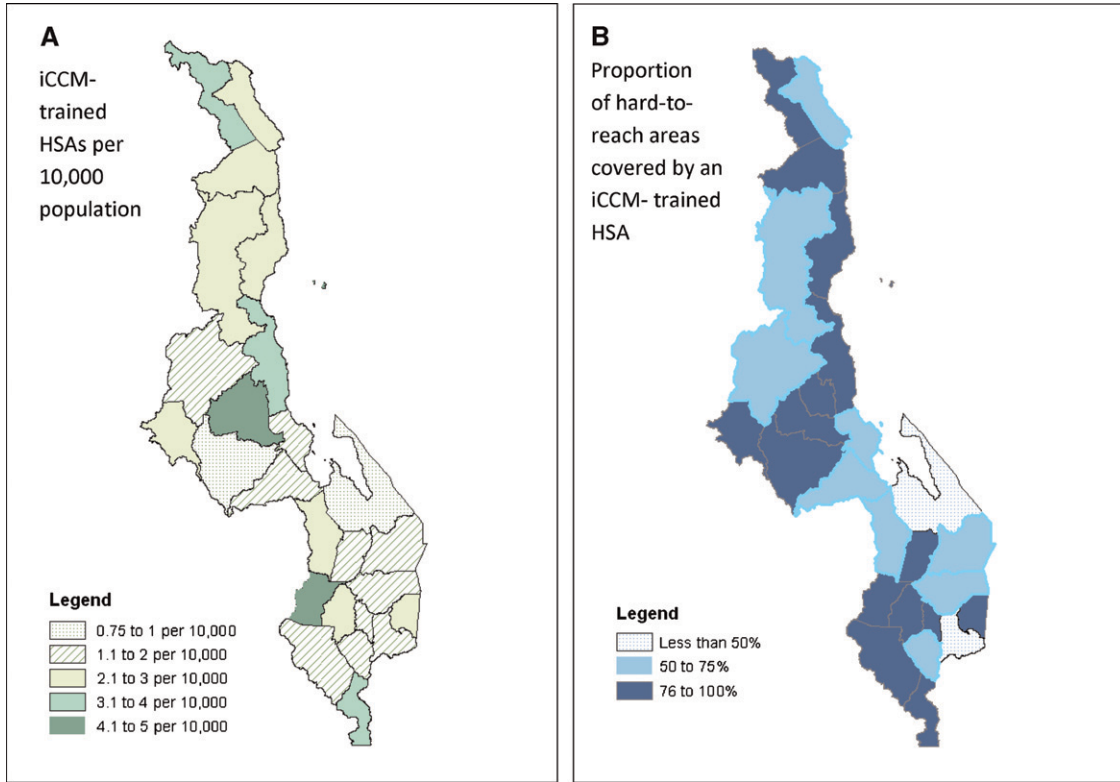 A
iCCM-
trained
HSAs per
10,000
population
Legend
0.75 to 1 per 10,000
1.1 to 2 per 10,000
2.1 to 3 per 10,000
3.1 to 4 per 10,000
4.1 to 5 per 10,000
B
Proportion
of hard-to-
reach areas
covered by an
iCCM- trained
HSA
Legend
Less than 50%
50 to 75%
76 to 100%